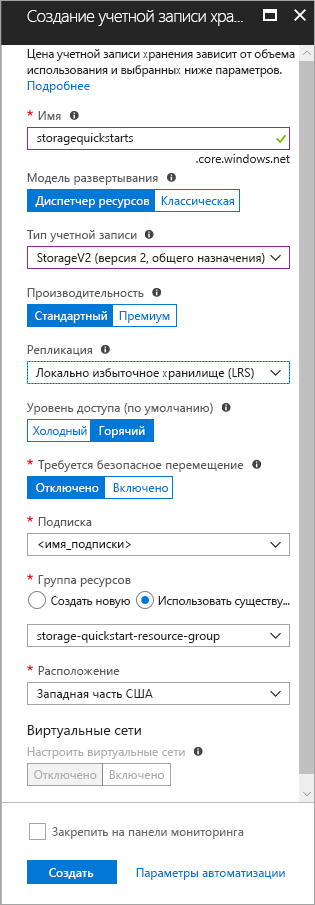 Создание учетной записи хра...
Цена учетной записи хранения зависит от объема
использования и выбранных ниже параметров.
Подробнее
* Имя
storagequickstarts
.core.windows.net
Модель развертывания
Диспетчер ресурсов Классическая
Тип учетной записи
StorageV2 (версия 2, общего назначения)
Производительность
Стандартный Премиум
Репликация
Локально избыточное хранилище (LRS)
Уровень доступа (по умолчанию)
Холодный Горячий
* Требуется безопасное перемещение
Отключено Включено
* Подписка
<имя_подписки>
* Группа ресурсов
Создать новую Использовать существу...
storage-quickstart-resource-group
* Расположение
Западная часть США
Виртуальные сети
Настроить виртуальные сети
Отключено Включено
Закрепить на панели мониторинга
Создать Параметры автоматизации